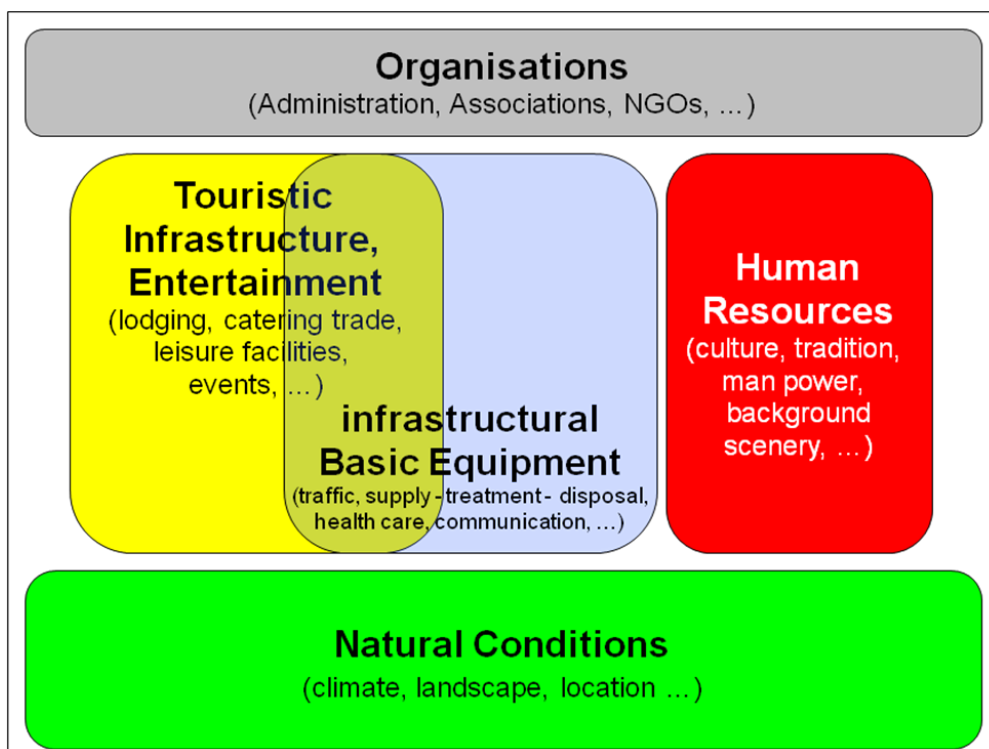 Organisations
(Administration, Associations, NGOs, ...)
Touristic
Infrastructure,
Entertainment
(lodging, catering trade,
leisure facilities,
events, ...)
infrastructural
Basic Equipment
(traffic, supply - treatment - disposal,
health care, communication, ...)
Human
Resources
(culture, tradition,
man power,
background
scenery, ...)
Natural Conditions
(climate, landscape, location ...)